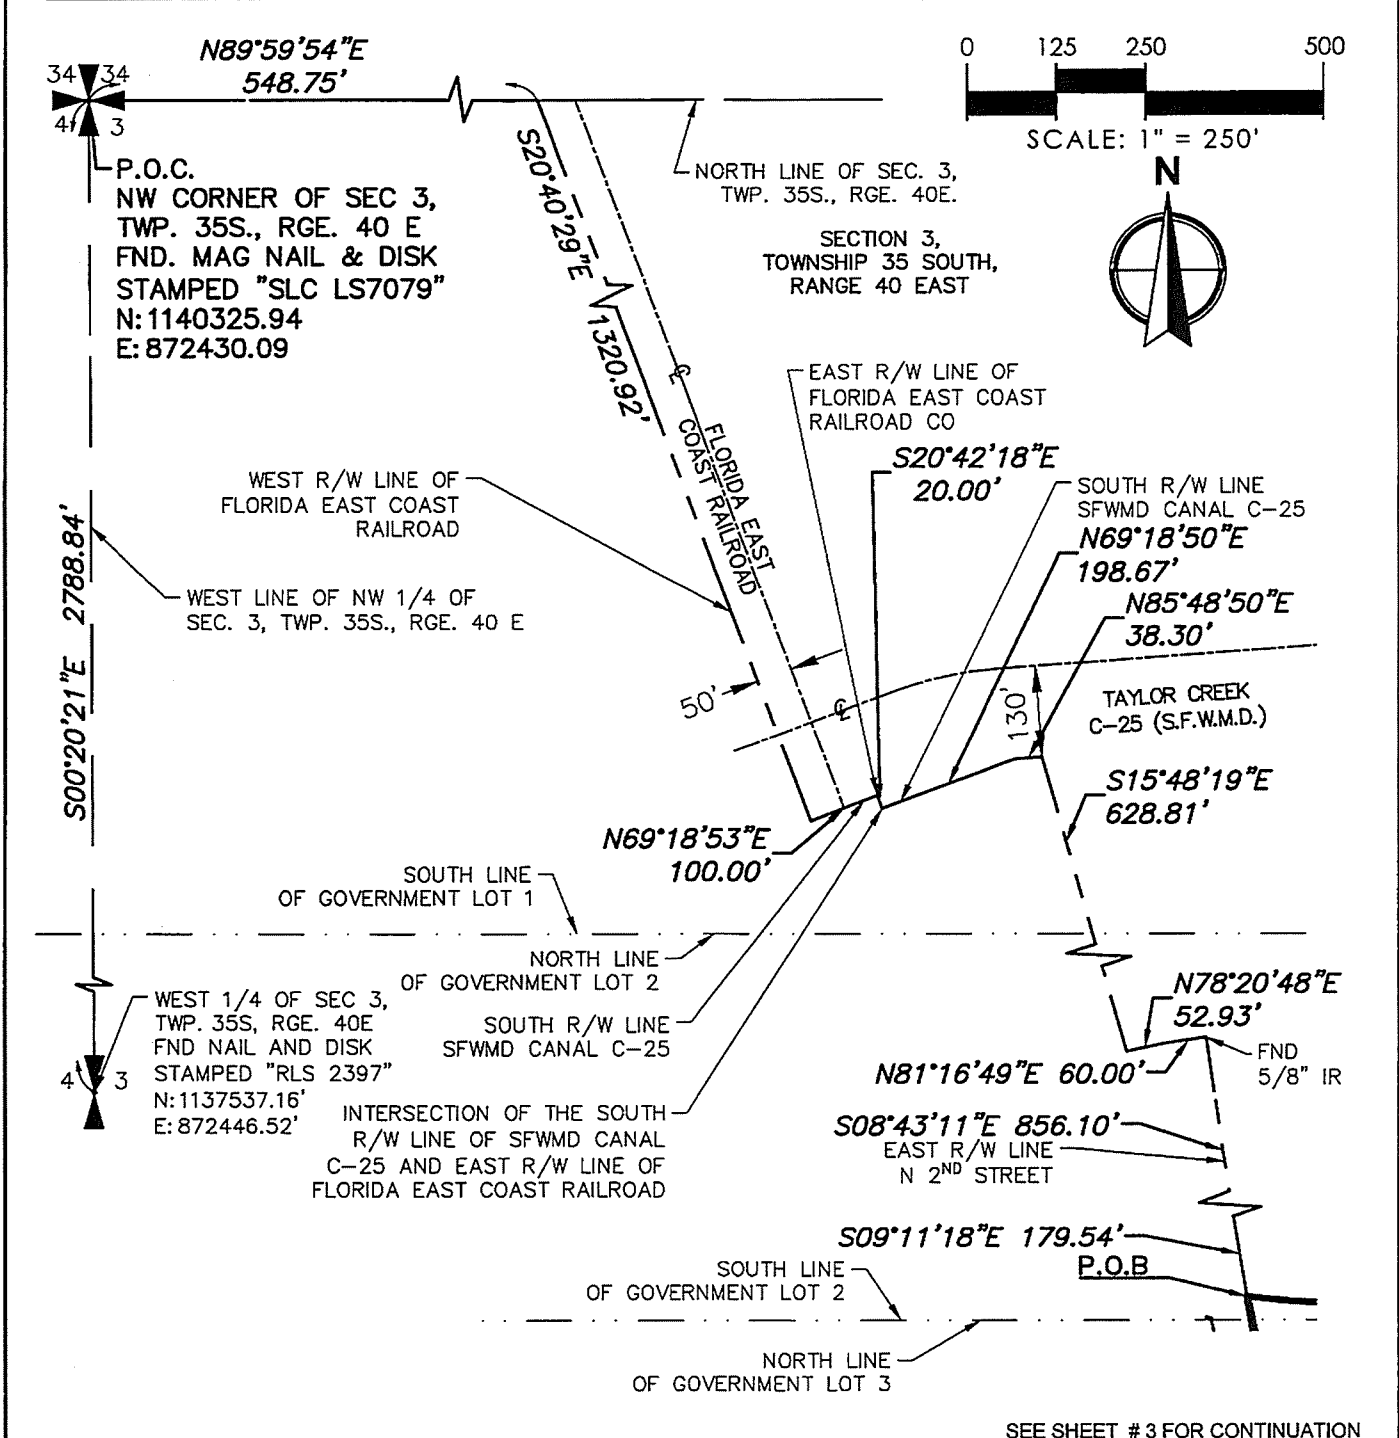 N89°59'54"E
548.75'
0 125 250 500
SCALE: 1" = 250'
N
34 34
4 3
P.O.C.
NW CORNER OF SEC 3,
TWP. 35S., RGE. 40 E
FND. MAG NAIL & DISK
STAMPED "SLC LS7079"
N:1140325.94
E:872430.09
S20°40'29"E 1320.92'
NORTH LINE OF SEC. 3,
TWP. 35S., RGE. 40E.
SECTION 3,
TOWNSHIP 35 SOUTH,
RANGE 40 EAST
EAST R/W LINE OF
FLORIDA EAST COAST
RAILROAD CO
FLORIDA EAST
COAST RAILROAD
S20°42'18"E
20.00'
SOUTH R/W LINE
SFWMD CANAL C-25
N69°18'50"E
198.67'
N85°48'50"E
38.30'
WEST R/W LINE OF
FLORIDA EAST COAST
RAILROAD
WEST LINE OF NW 1/4 OF
SEC. 3, TWP. 35S., RGE. 40 E
S00°20'21"E 2788.84'
50'
130'
TAYLOR CREEK
C-25 (S.F.W.M.D.)
S15°48'19"E
628.81'
N69°18'53"E
100.00'
SOUTH LINE
OF GOVERNMENT LOT 1
NORTH LINE
OF GOVERNMENT LOT 2
SOUTH R/W LINE
SFWMD CANAL C-25
WEST 1/4 OF SEC 3,
TWP. 35S, RGE. 40E
FND NAIL AND DISK
STAMPED "RLS 2397"
N:1137537.16'
E:872446.52'
4 3
INTERSECTION OF THE SOUTH
R/W LINE OF SFWMD CANAL
C-25 AND EAST R/W LINE OF
FLORIDA EAST COAST RAILROAD
N78°20'48"E
52.93'
N81°16'49"E 60.00'
FND
5/8" IR
S08°43'11"E 856.10'
EAST R/W LINE
N 2ND STREET
S09°11'18"E 179.54'
P.O.B
SOUTH LINE
OF GOVERNMENT LOT 2
NORTH LINE
OF GOVERNMENT LOT 3
SEE SHEET # 3 FOR CONTINUATION